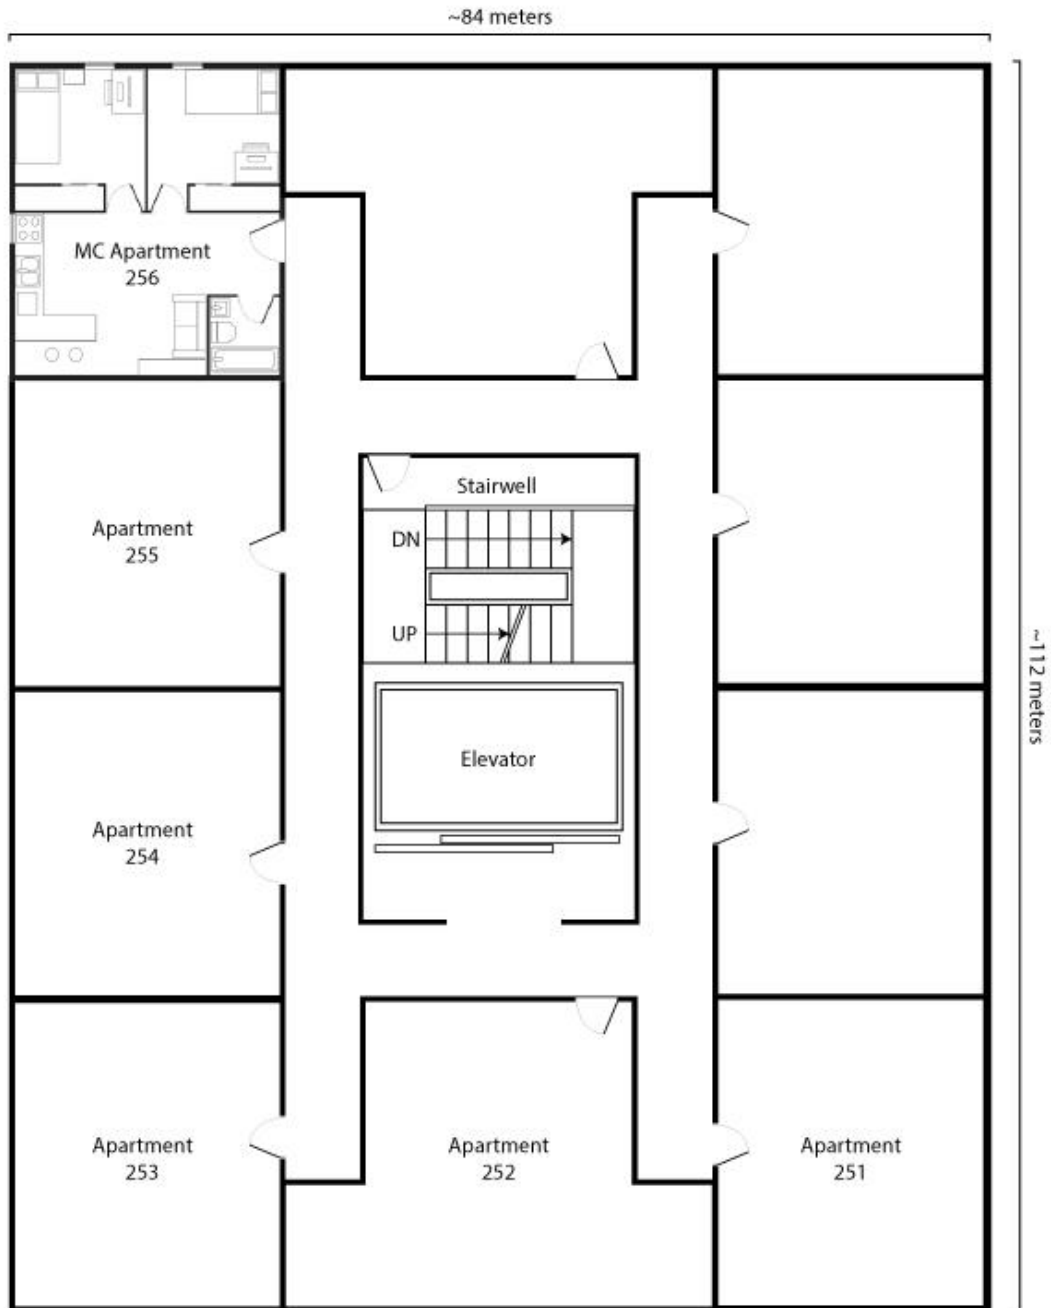 ~84 meters
MC Apartment
256
Stairwell
DN
Apartment
255
UP
~112 meters
Elevator
Apartment
254
Apartment
253
Apartment
252
Apartment
251